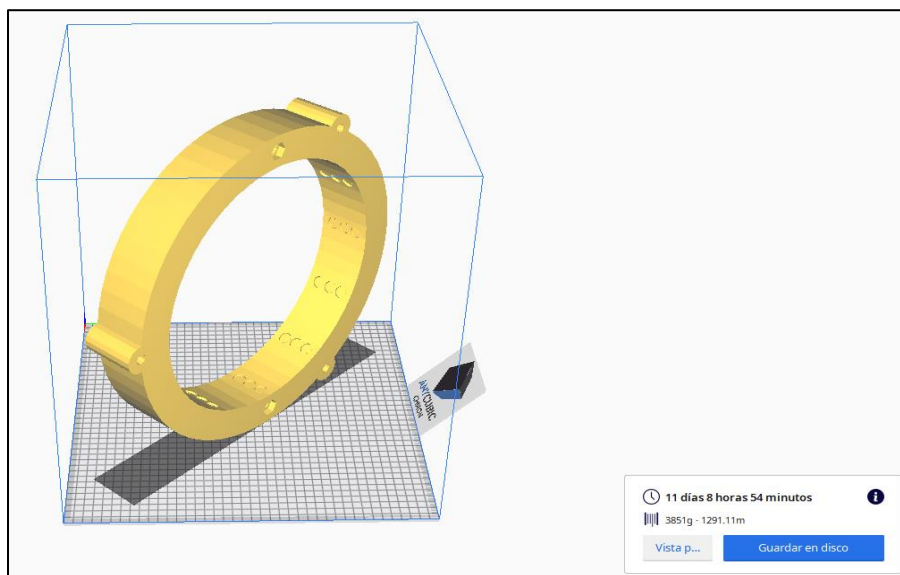 ANYCUBIC
CHIRON
11 días 8 horas 54 minutos
3851g - 1291.11m
Vista p...
Guardar en disco